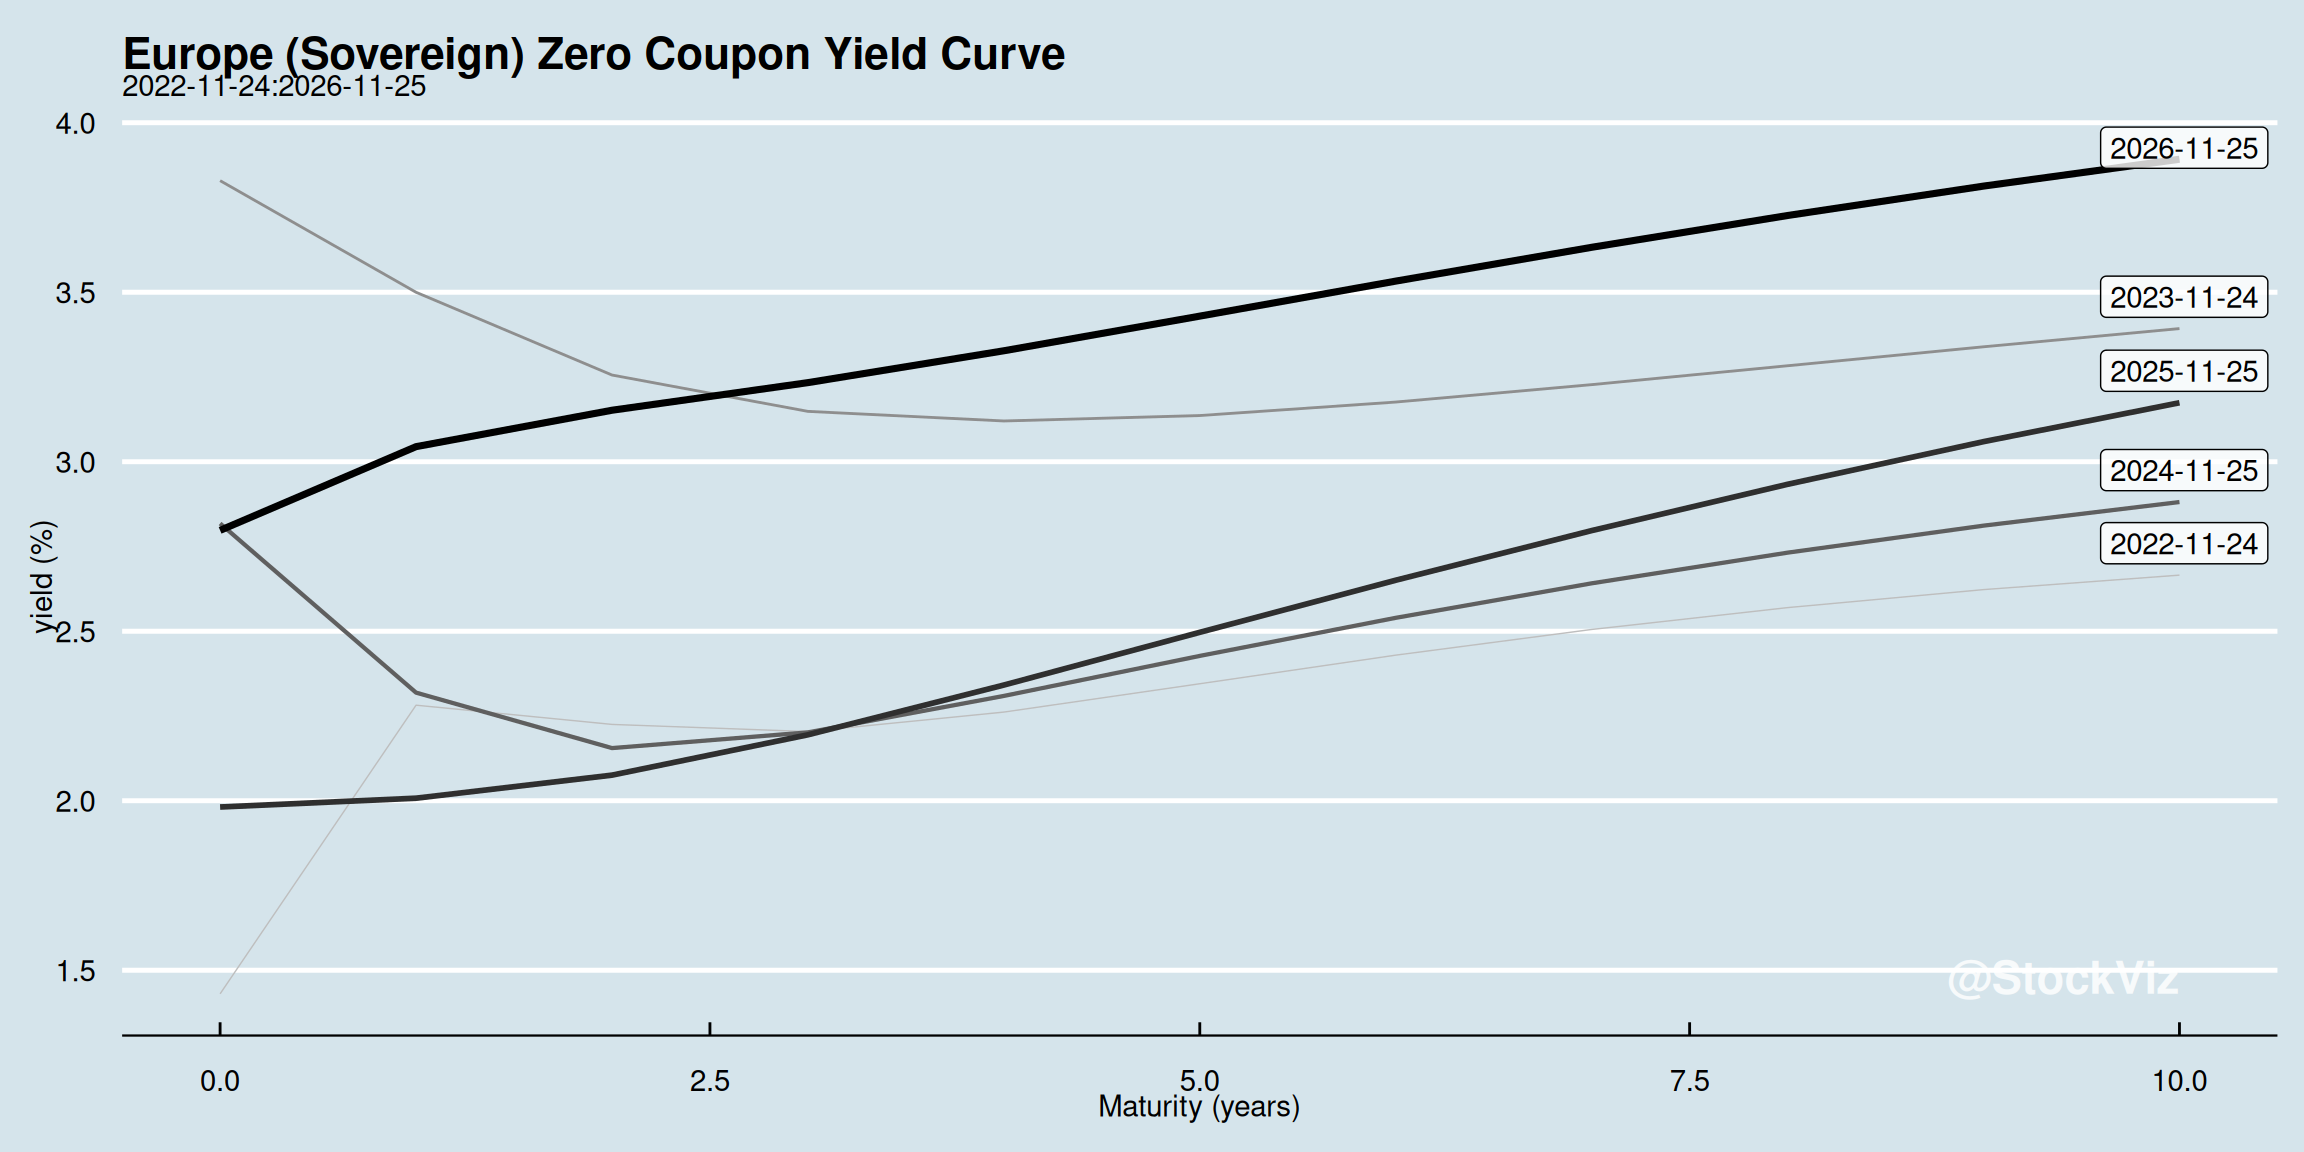 Europe (Sovereign) Zero Coupon Yield Curve
2022-11-24:2026-11-25
yield (%)
4.0
3.5
3.0
2.5
2.0
1.5
2026-11-25
2023-11-24
2025-11-25
2024-11-25
2022-11-24
@StockViz
0.0 2.5 5.0 7.5 10.0
Maturity (years)